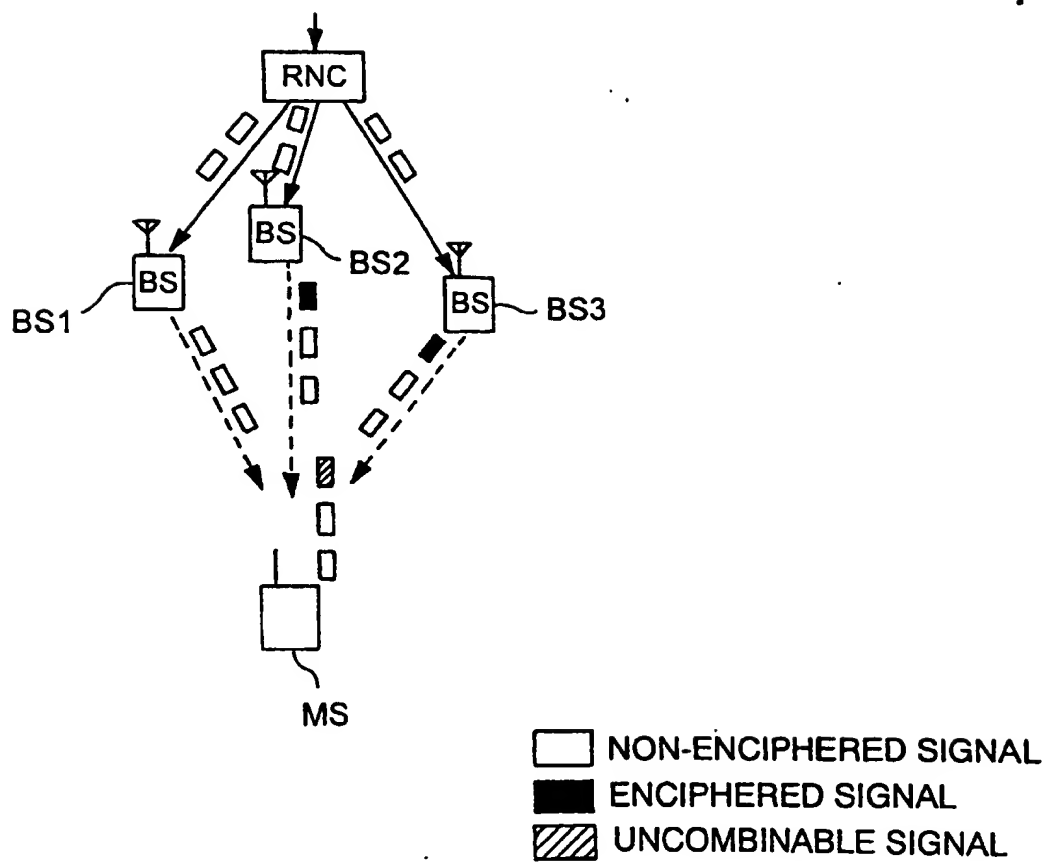 RNC
BS
BS2
BS
BS1
BS
BS3
MS
NON-ENCIPHERED SIGNAL
ENCIPHERED SIGNAL
UNCOMBINABLE SIGNAL